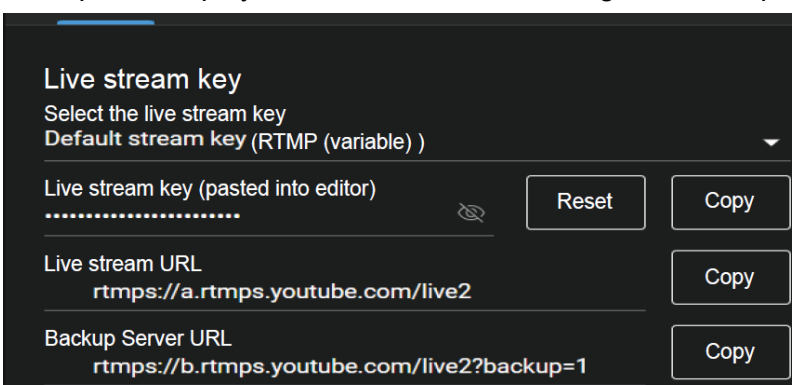 Live stream key
Select the live stream key
Default stream key (RTMP (variable) )
Live stream key (pasted into editor)
••••••••••••••••••••••••
Reset
Copy
Live stream URL
rtmps://a.rtmps.youtube.com/live2
Copy
Backup Server URL
rtmps://b.rtmps.youtube.com/live2?backup=1
Copy